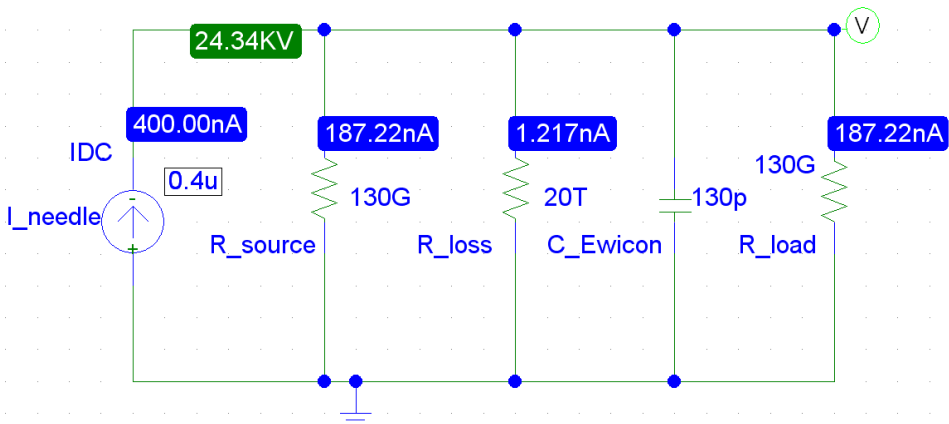 24.34KV
V
400.00nA
187.22nA
1.217nA
187.22nA
IDC
0.4u
130G
20T
130p
130G
I_needle
-
+
R_source
R_loss
C_Ewicon
R_load